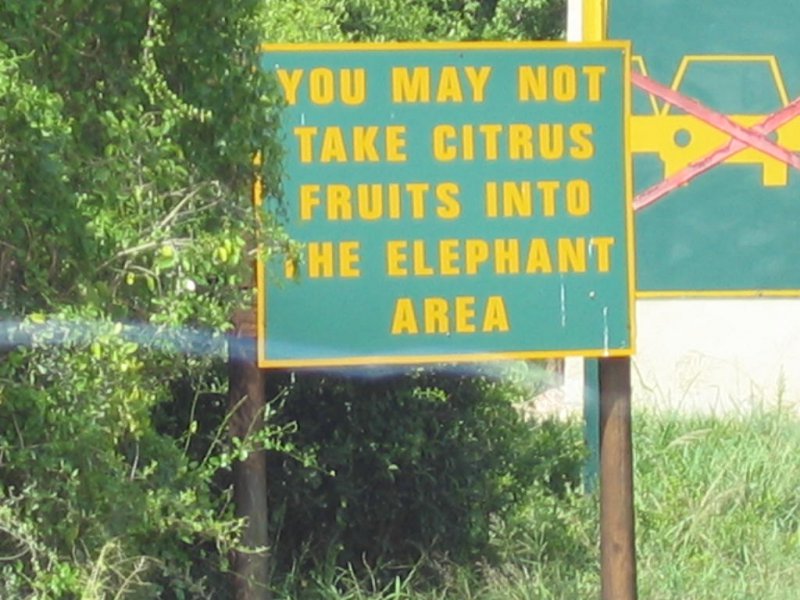 YOU MAY NOT
TAKE CITRUS
FRUITS INTO
THE ELEPHANT
AREA